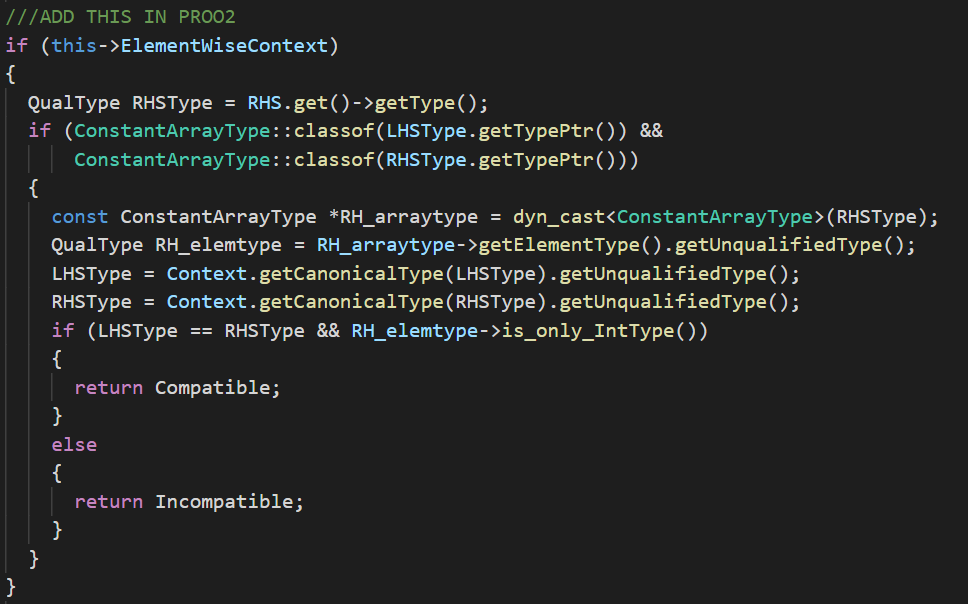 ///ADD THIS IN PROO2
if (this->ElementWiseContext)
{
  QualType RHSType = RHS.get()->getType();
  if (ConstantArrayType::classof(LHSType.getTypePtr()) &&
      ConstantArrayType::classof(RHSType.getTypePtr()))
  {
    const ConstantArrayType *RH_arraytype = dyn_cast<ConstantArrayType>(RHSType);
    QualType RH_elemtype = RH_arraytype->getElementType().getUnqualifiedType();
    LHSType = Context.getCanonicalType(LHSType).getUnqualifiedType();
    RHSType = Context.getCanonicalType(RHSType).getUnqualifiedType();
    if (LHSType == RHSType && RH_elemtype->is_only_IntType())
    {
      return Compatible;
    }
    else
    {
      return Incompatible;
    }
  }
}